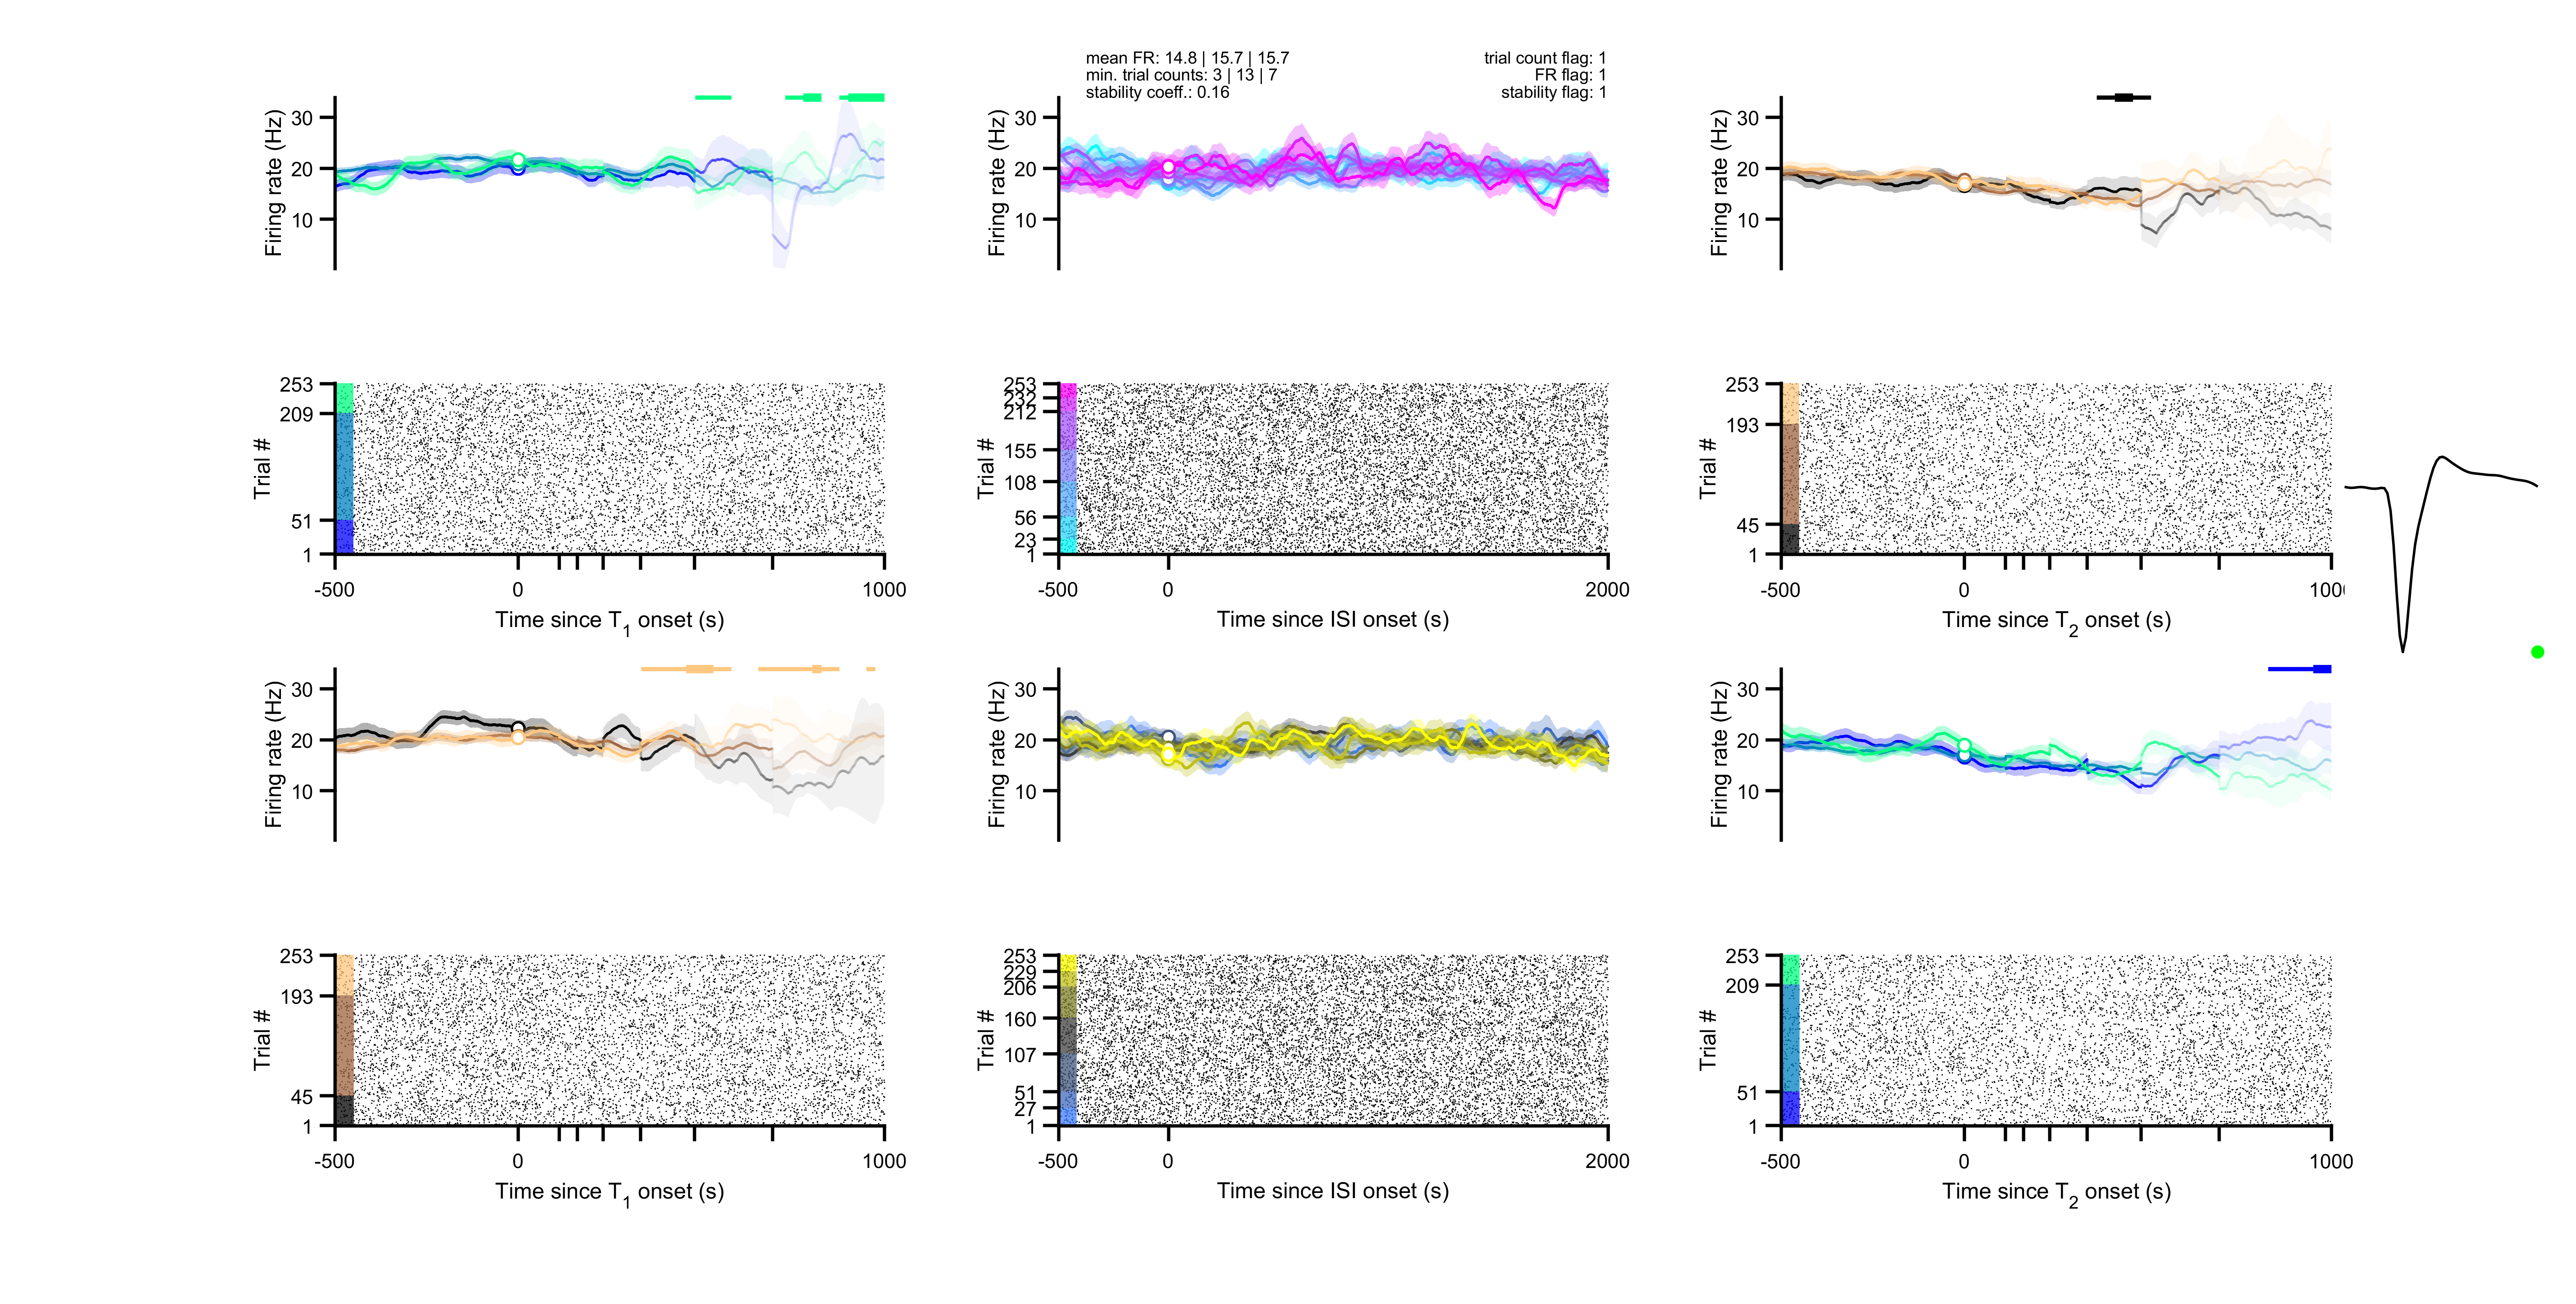 mean FR: 14.8 | 15.7 | 15.7
min. trial counts: 3 | 13 | 7
stability coeff.: 0.16
trial count flag: 1
FR flag: 1
stability flag: 1
Firing rate (Hz)
30
20
10
Firing rate (Hz)
30
20
10
Firing rate (Hz)
30
20
10
Trial #
253
209
51
1
-500
0
1000
Time since T1 onset (s)
Trial #
253
232
212
155
108
56
23
1
-500
0
2000
Time since ISI onset (s)
Trial #
253
193
45
1
-500
0
1000
Time since T2 onset (s)
Firing rate (Hz)
30
20
10
Firing rate (Hz)
30
20
10
Firing rate (Hz)
30
20
10
Trial #
253
193
45
1
-500
0
1000
Time since T1 onset (s)
Trial #
253
229
206
160
107
51
27
1
-500
0
2000
Time since ISI onset (s)
Trial #
253
209
51
1
-500
0
1000
Time since T2 onset (s)